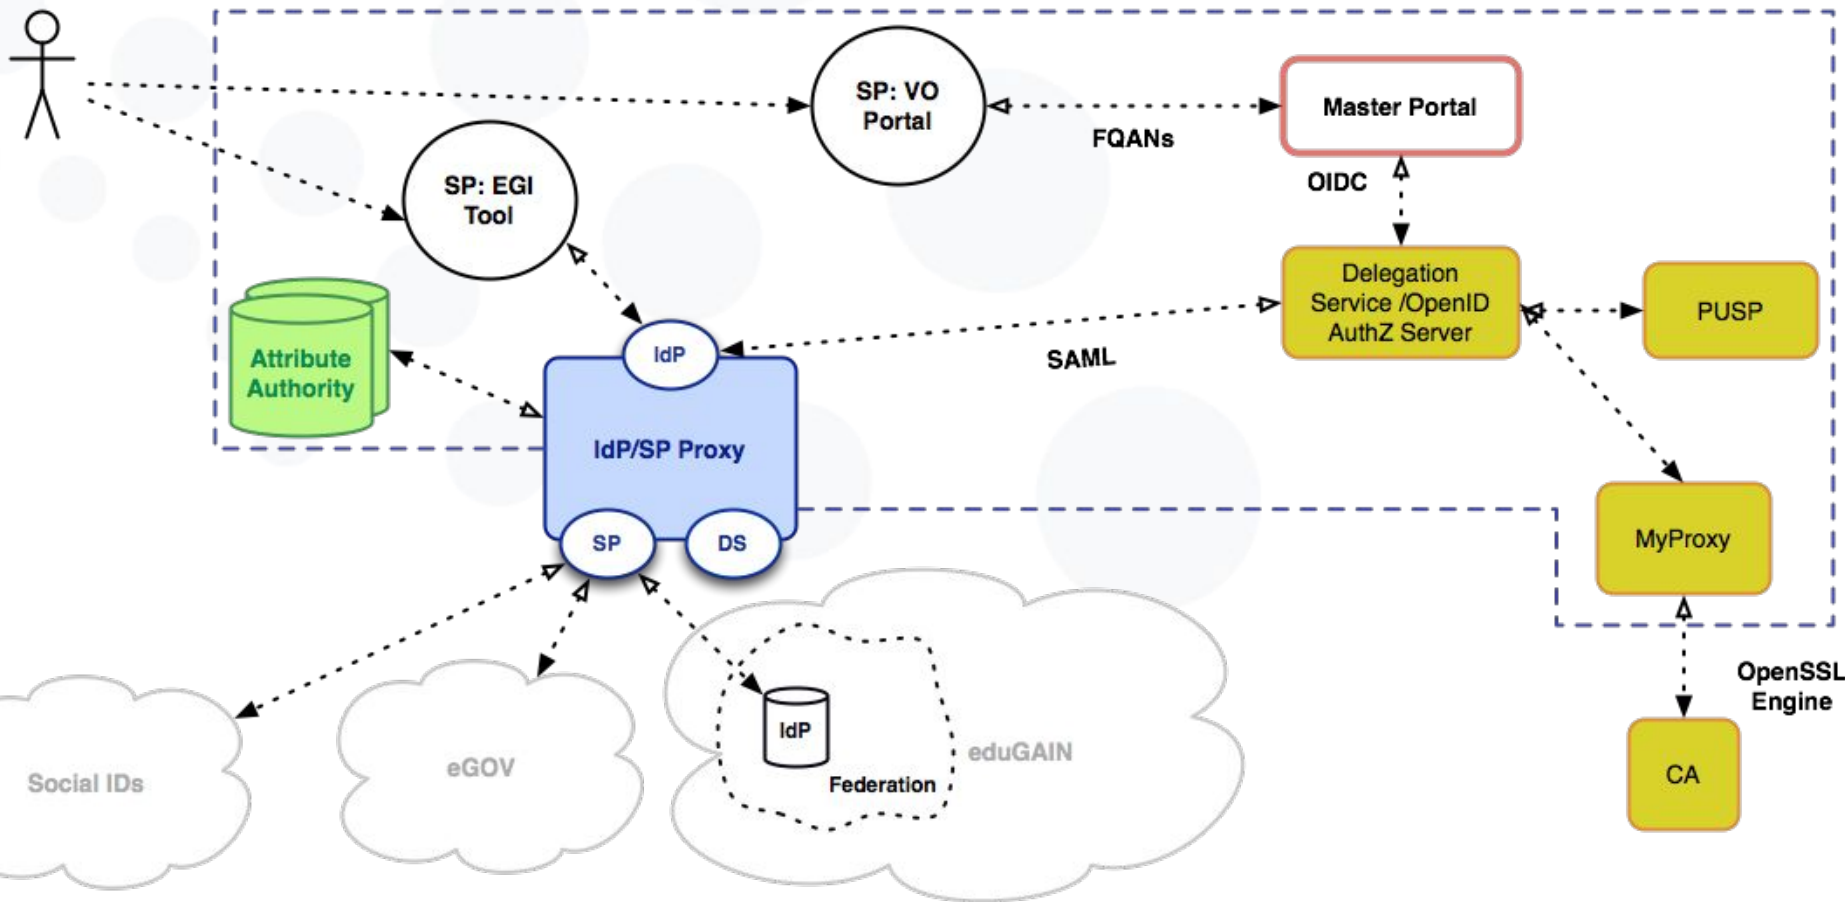 SP: VO
Portal
Master Portal
FQANs
SP: EGI
Tool
OIDC
Delegation
Service /OpenID
AuthZ Server
PUSP
IdP
SAML
Attribute
Authority
IdP/SP Proxy
SP
DS
MyProxy
OpenSSL
Engine
IdP
Federation
eduGAIN
eGOV
Social IDs
CA